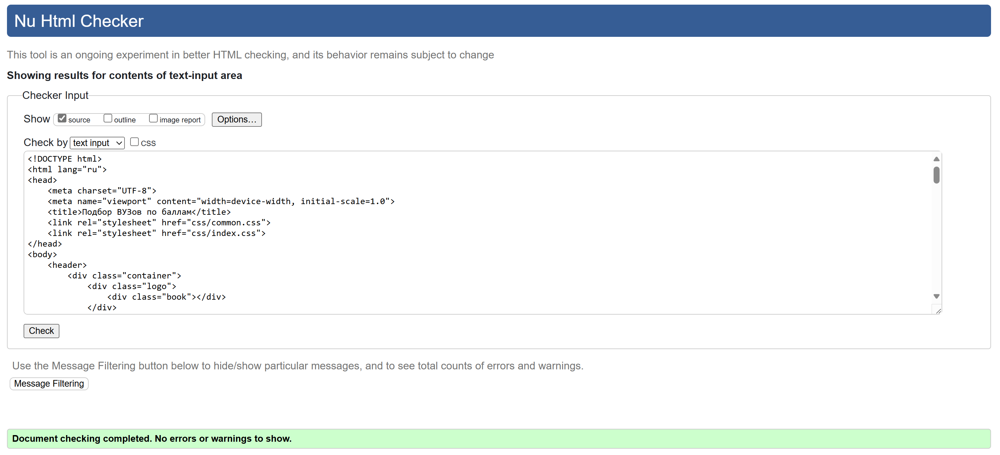 Nu Html Checker
This tool is an ongoing experiment in better HTML checking, and its behavior remains subject to change
Showing results for contents of text-input area
Checker Input
Show source outline image report Options...
Check by text input CSS
<!DOCTYPE html>
<html lang="ru">
<head>
    <meta charset="UTF-8">
    <meta name="viewport" content="width=device-width, initial-scale=1.0">
    <title>Подбор ВУЗов по баллам</title>
    <link rel="stylesheet" href="css/common.css">
    <link rel="stylesheet" href="css/index.css">
</head>
<body>
    <header>
        <div class="container">
            <div class="logo">
                <div class="book"></div>
            </div>
Check
Use the Message Filtering button below to hide/show particular messages, and to see total counts of errors and warnings.
Message Filtering
Document checking completed. No errors or warnings to show.